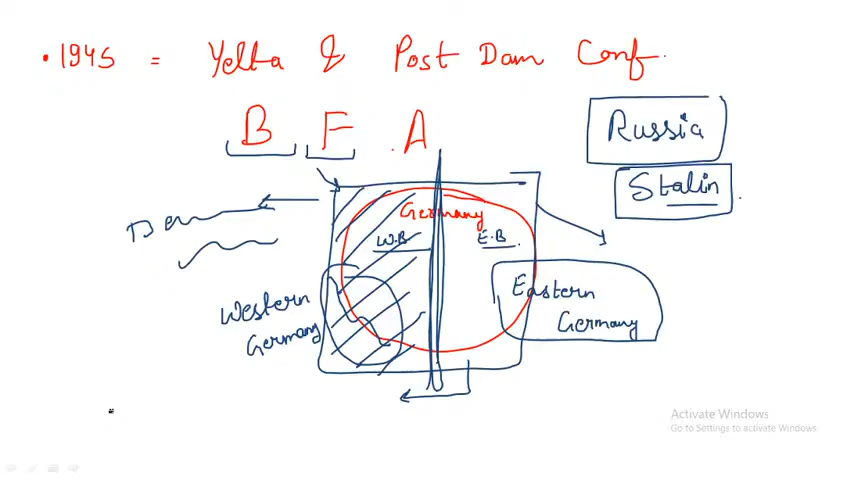 • 1945 = Yelta & Post Dam Conf.
B F A
Russia
Stalin
Germany
W.B E.B
Western
Germany
Eastern
Germany
Activate Windows
Go to Settings to activate Windows.